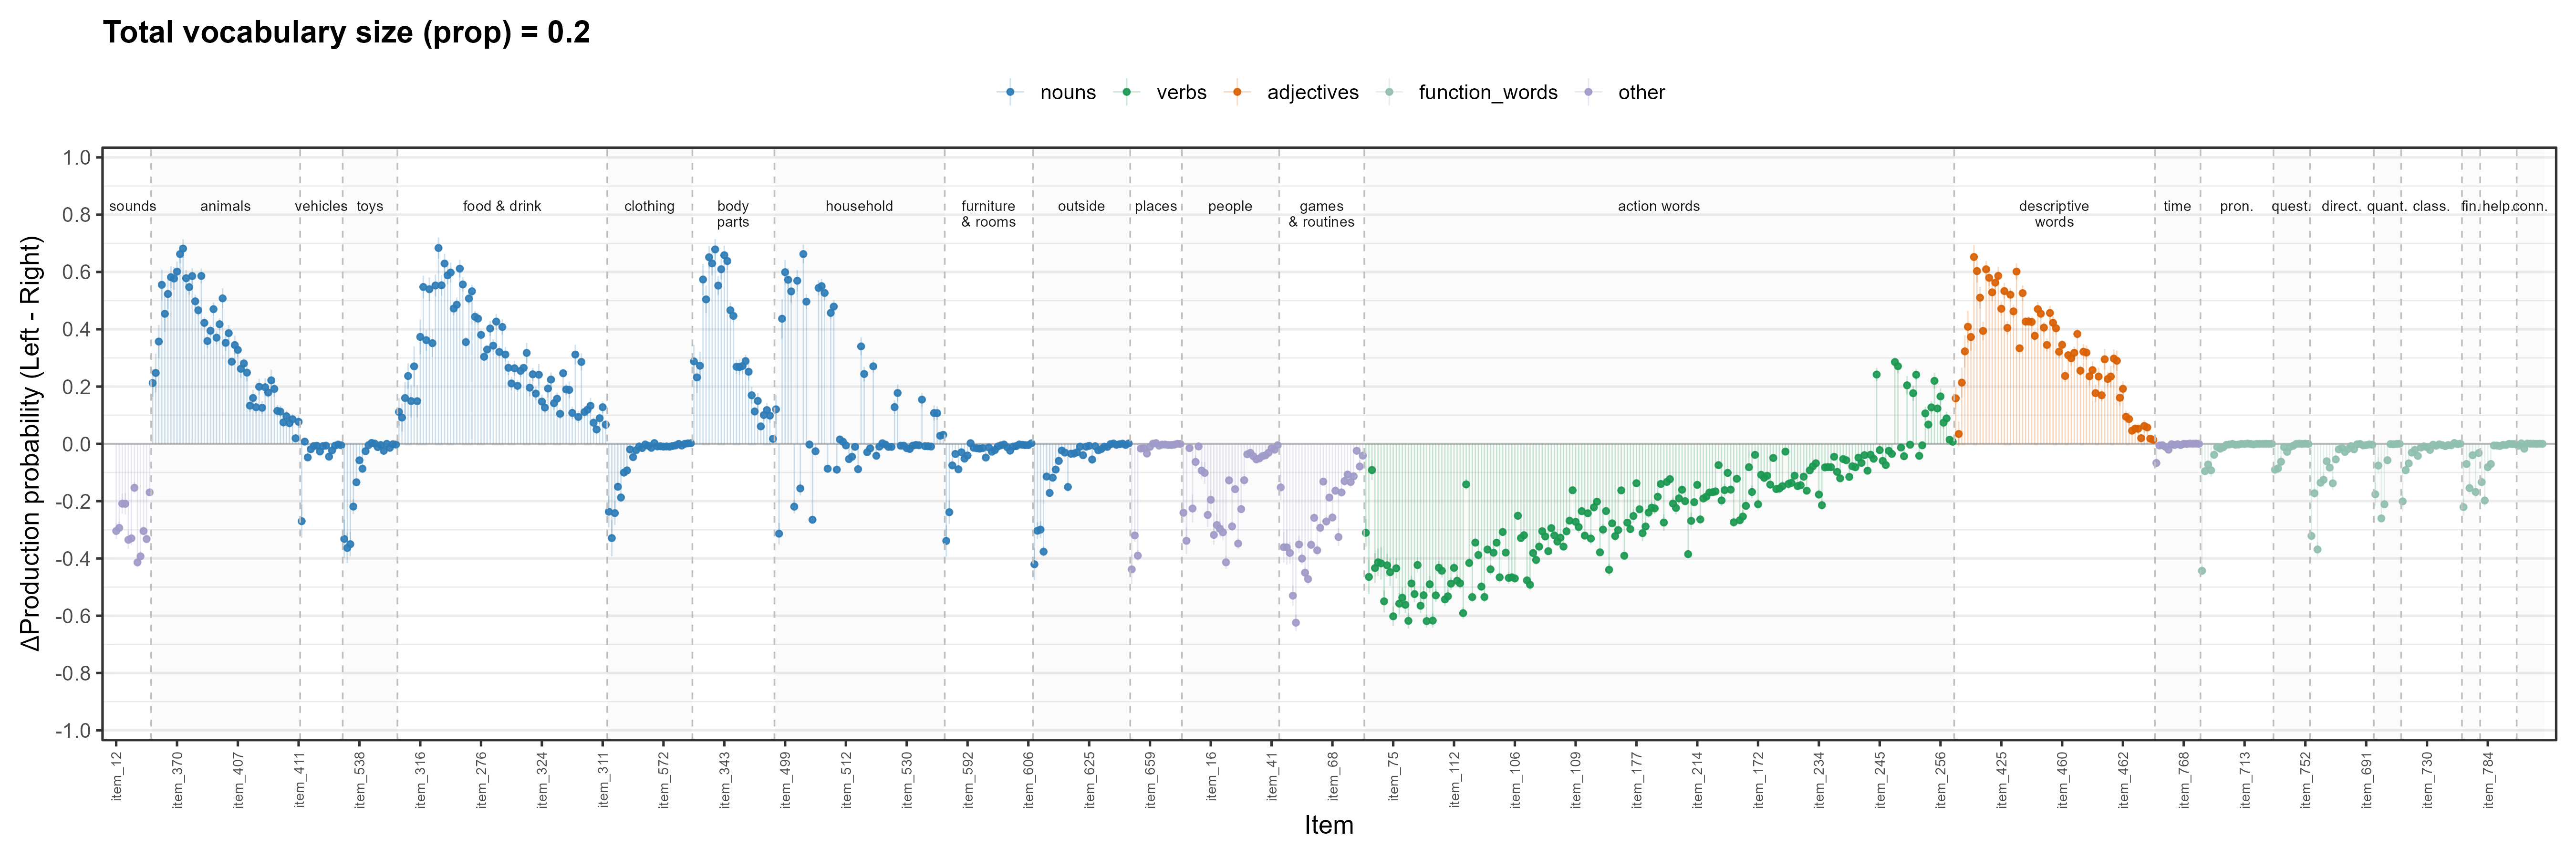 Total vocabulary size (prop) = 0.2
nouns verbs adjectives function_words other
ΔProduction probability (Left - Right)
1.0
0.8
0.6
0.4
0.2
0.0
-0.2
-0.4
-0.6
-0.8
-1.0
sounds animals vehicles toys food & drink clothing body parts household furniture & rooms outside places people games & routines action words descriptive words time pron. quest. direct. quant. class. fin. help. conn.
item_12 item_370 item_407 item_411 item_538 item_316 item_276 item_324 item_311 item_572 item_343 item_499 item_512 item_530 item_592 item_606 item_625 item_659 item_16 item_41 item_68 item_75 item_112 item_106 item_109 item_177 item_214 item_172 item_234 item_245 item_256 item_425 item_460 item_462 item_768 item_713 item_752 item_691 item_730 item_784
Item